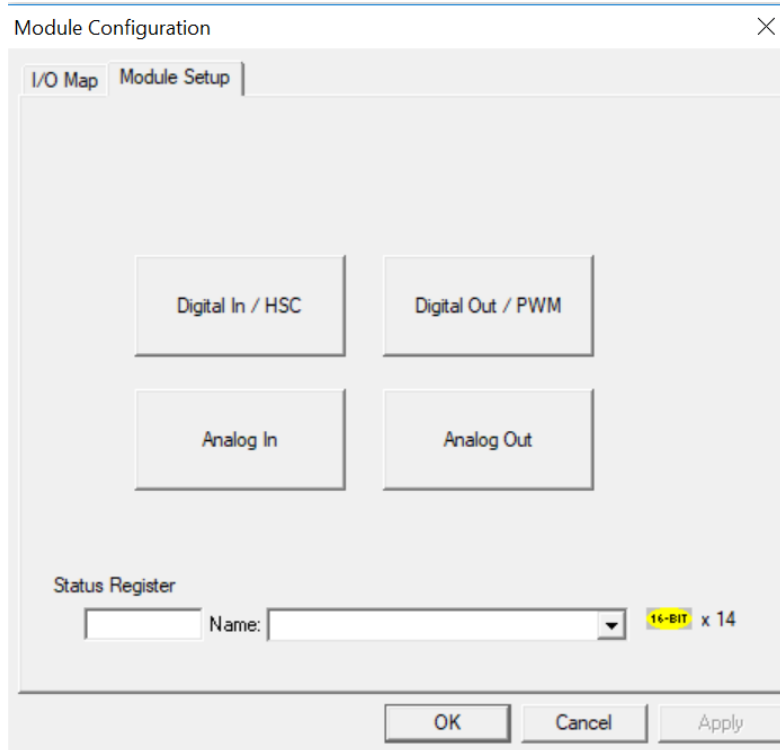 Module Configuration
I/O Map Module Setup
Digital In / HSC Digital Out / PWM
Analog In Analog Out
Status Register
Name: 16-BIT x 14
OK Cancel Apply